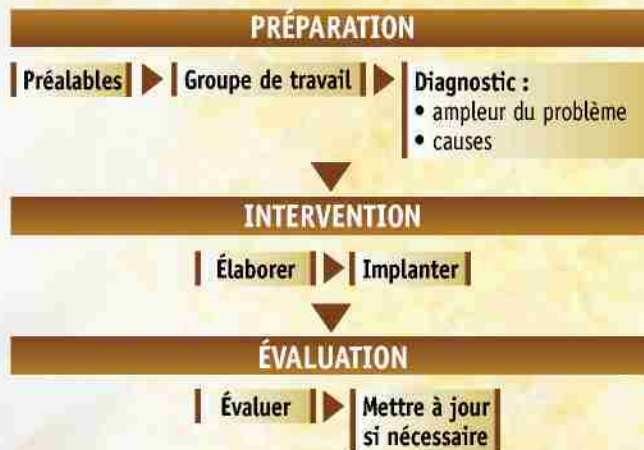 PRÉPARATION
Préalables Groupe de travail Diagnostic :
• ampleur du problème
• causes
INTERVENTION
Élaborer Implanter
ÉVALUATION
Évaluer Mettre à jour
si nécessaire